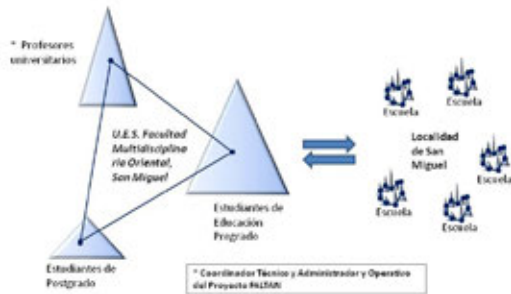 * Profesores
universitarios
U.E.S. Facultad
Multidisciplina
ria Oriental,
San Miguel
Estudiantes de
Educación
Pregrado
Estudiantes de
Postgrado
Escuela
Escuela
Localidad
de San
Miguel
Escuela
Escuela
Escuela
* Coordinador Técnico y Administrador y Operativo
del Proyecto